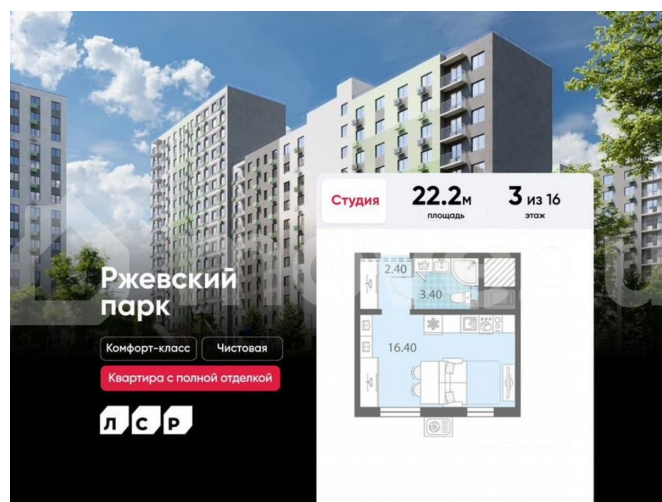 Студия
22.2м
площадь
3 из 16
этаж
2.40
3.40
16.40
Ржевский
парк
Комфорт-класс
Чистовая
Квартира с полной отделкой
ЛСР